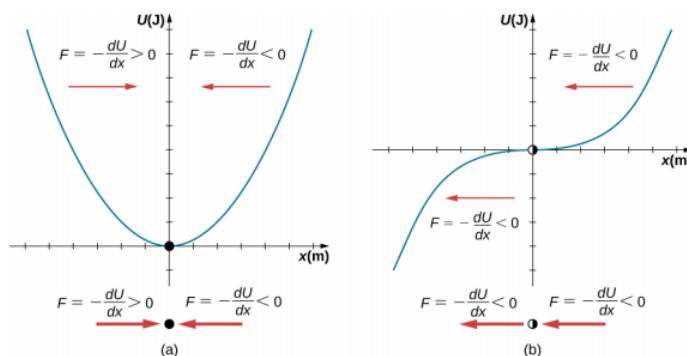 U(J)
F = −dU/dx > 0
F = −dU/dx < 0
x(m)
F = −dU/dx > 0
F = −dU/dx < 0
(a)
U(J)
F = −dU/dx < 0
x(m
F = −dU/dx < 0
F = −dU/dx < 0
F = −dU/dx < 0
(b)